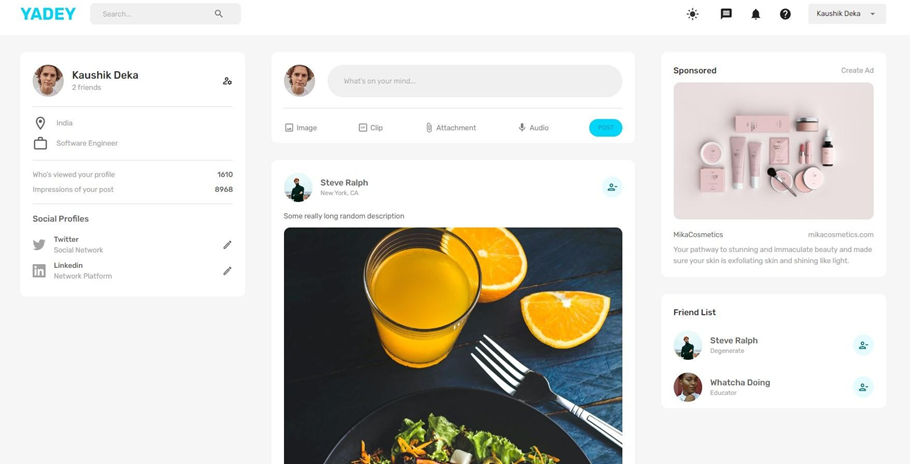 YADEY
Search...
Kaushik Deka
Kaushik Deka
2 friends
India
Software Engineer
Who's viewed your profile 1610
Impressions of your post 8968
Social Profiles
Twitter
Social Network
Linkedin
Network Platform
What's on your mind...
Image Clip Attachment Audio POST
Steve Ralph
New York, CA
Some really long random description
Sponsored Create Ad
MikaCosmetics mikacosmetics.com
Your pathway to stunning and immaculate beauty and made
sure your skin is exfoliating skin and shining like light.
Friend List
Steve Ralph
Degenerate
Whatcha Doing
Educator